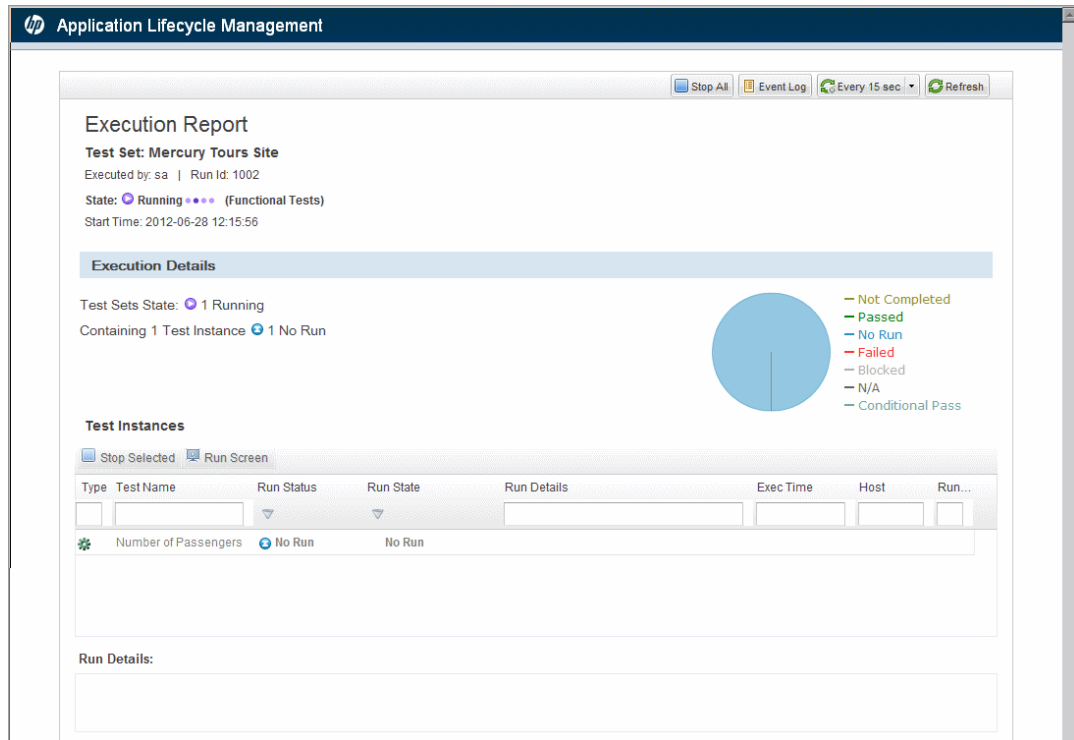 hp Application Lifecycle Management
Stop All Event Log Every 15 sec Refresh
Execution Report
Test Set: Mercury Tours Site
Executed by: sa | Run Id: 1002
State: Running (Functional Tests)
Start Time: 2012-06-28 12:15:56
Execution Details
Test Sets State: 1 Running
Containing 1 Test Instance 1 No Run
Not Completed
Passed
No Run
Failed
Blocked
N/A
Conditional Pass
Test Instances
Stop Selected Run Screen
Type Test Name Run Status Run State Run Details Exec Time Host Run...
Number of Passengers No Run No Run
Run Details: